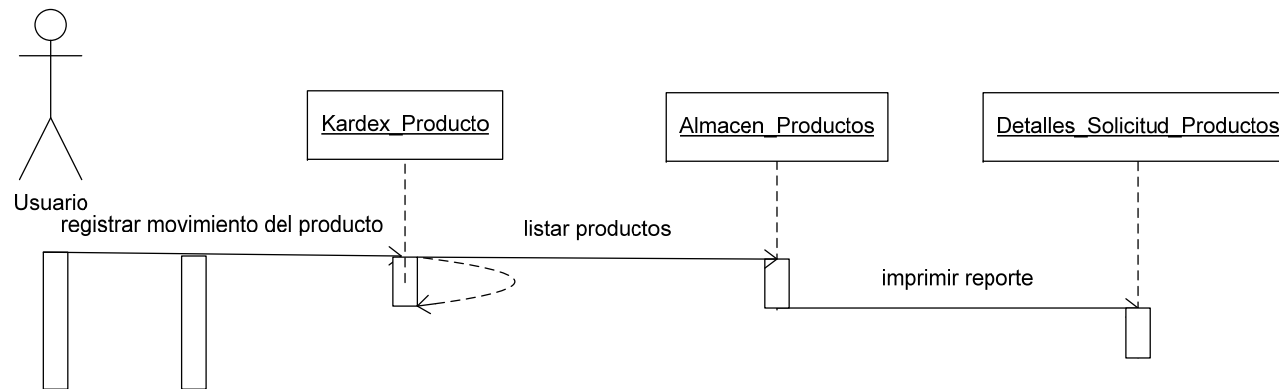 Kardex_Producto
Almacen_Productos
Detalles_Solicitud_Productos
Usuario
registrar movimiento del producto
listar productos
imprimir reporte